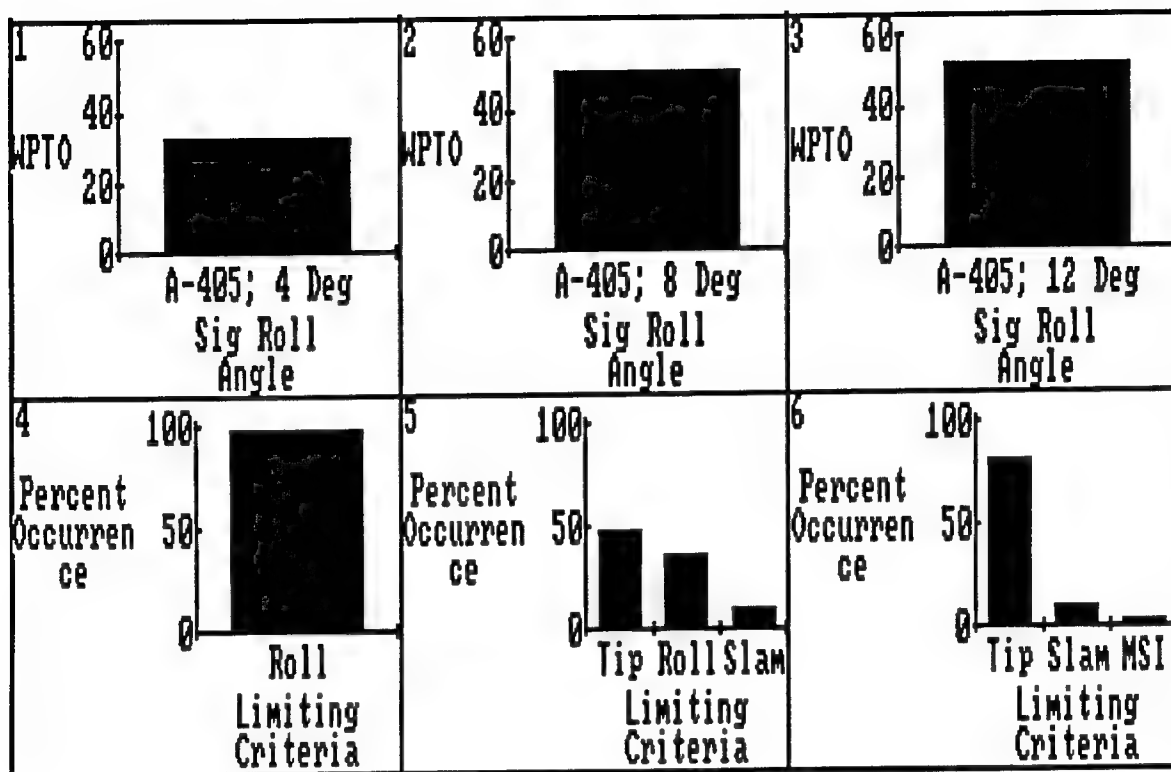 1
60
40
WPTO
20
0
A-405; 4 Deg
Sig Roll
Angle
2
60
40
WPTO
20
0
A-405; 8 Deg
Sig Roll
Angle
3
60
40
WPTO
20
0
A-405; 12 Deg
Sig Roll
Angle
4
100
Percent
Occurren
ce
50
0
Roll
Limiting
Criteria
5
100
Percent
Occurren
ce
50
0
Tip Roll Slam
Limiting
Criteria
6
100
Percent
Occurren
ce
50
0
Tip Slam MSI
Limiting
Criteria